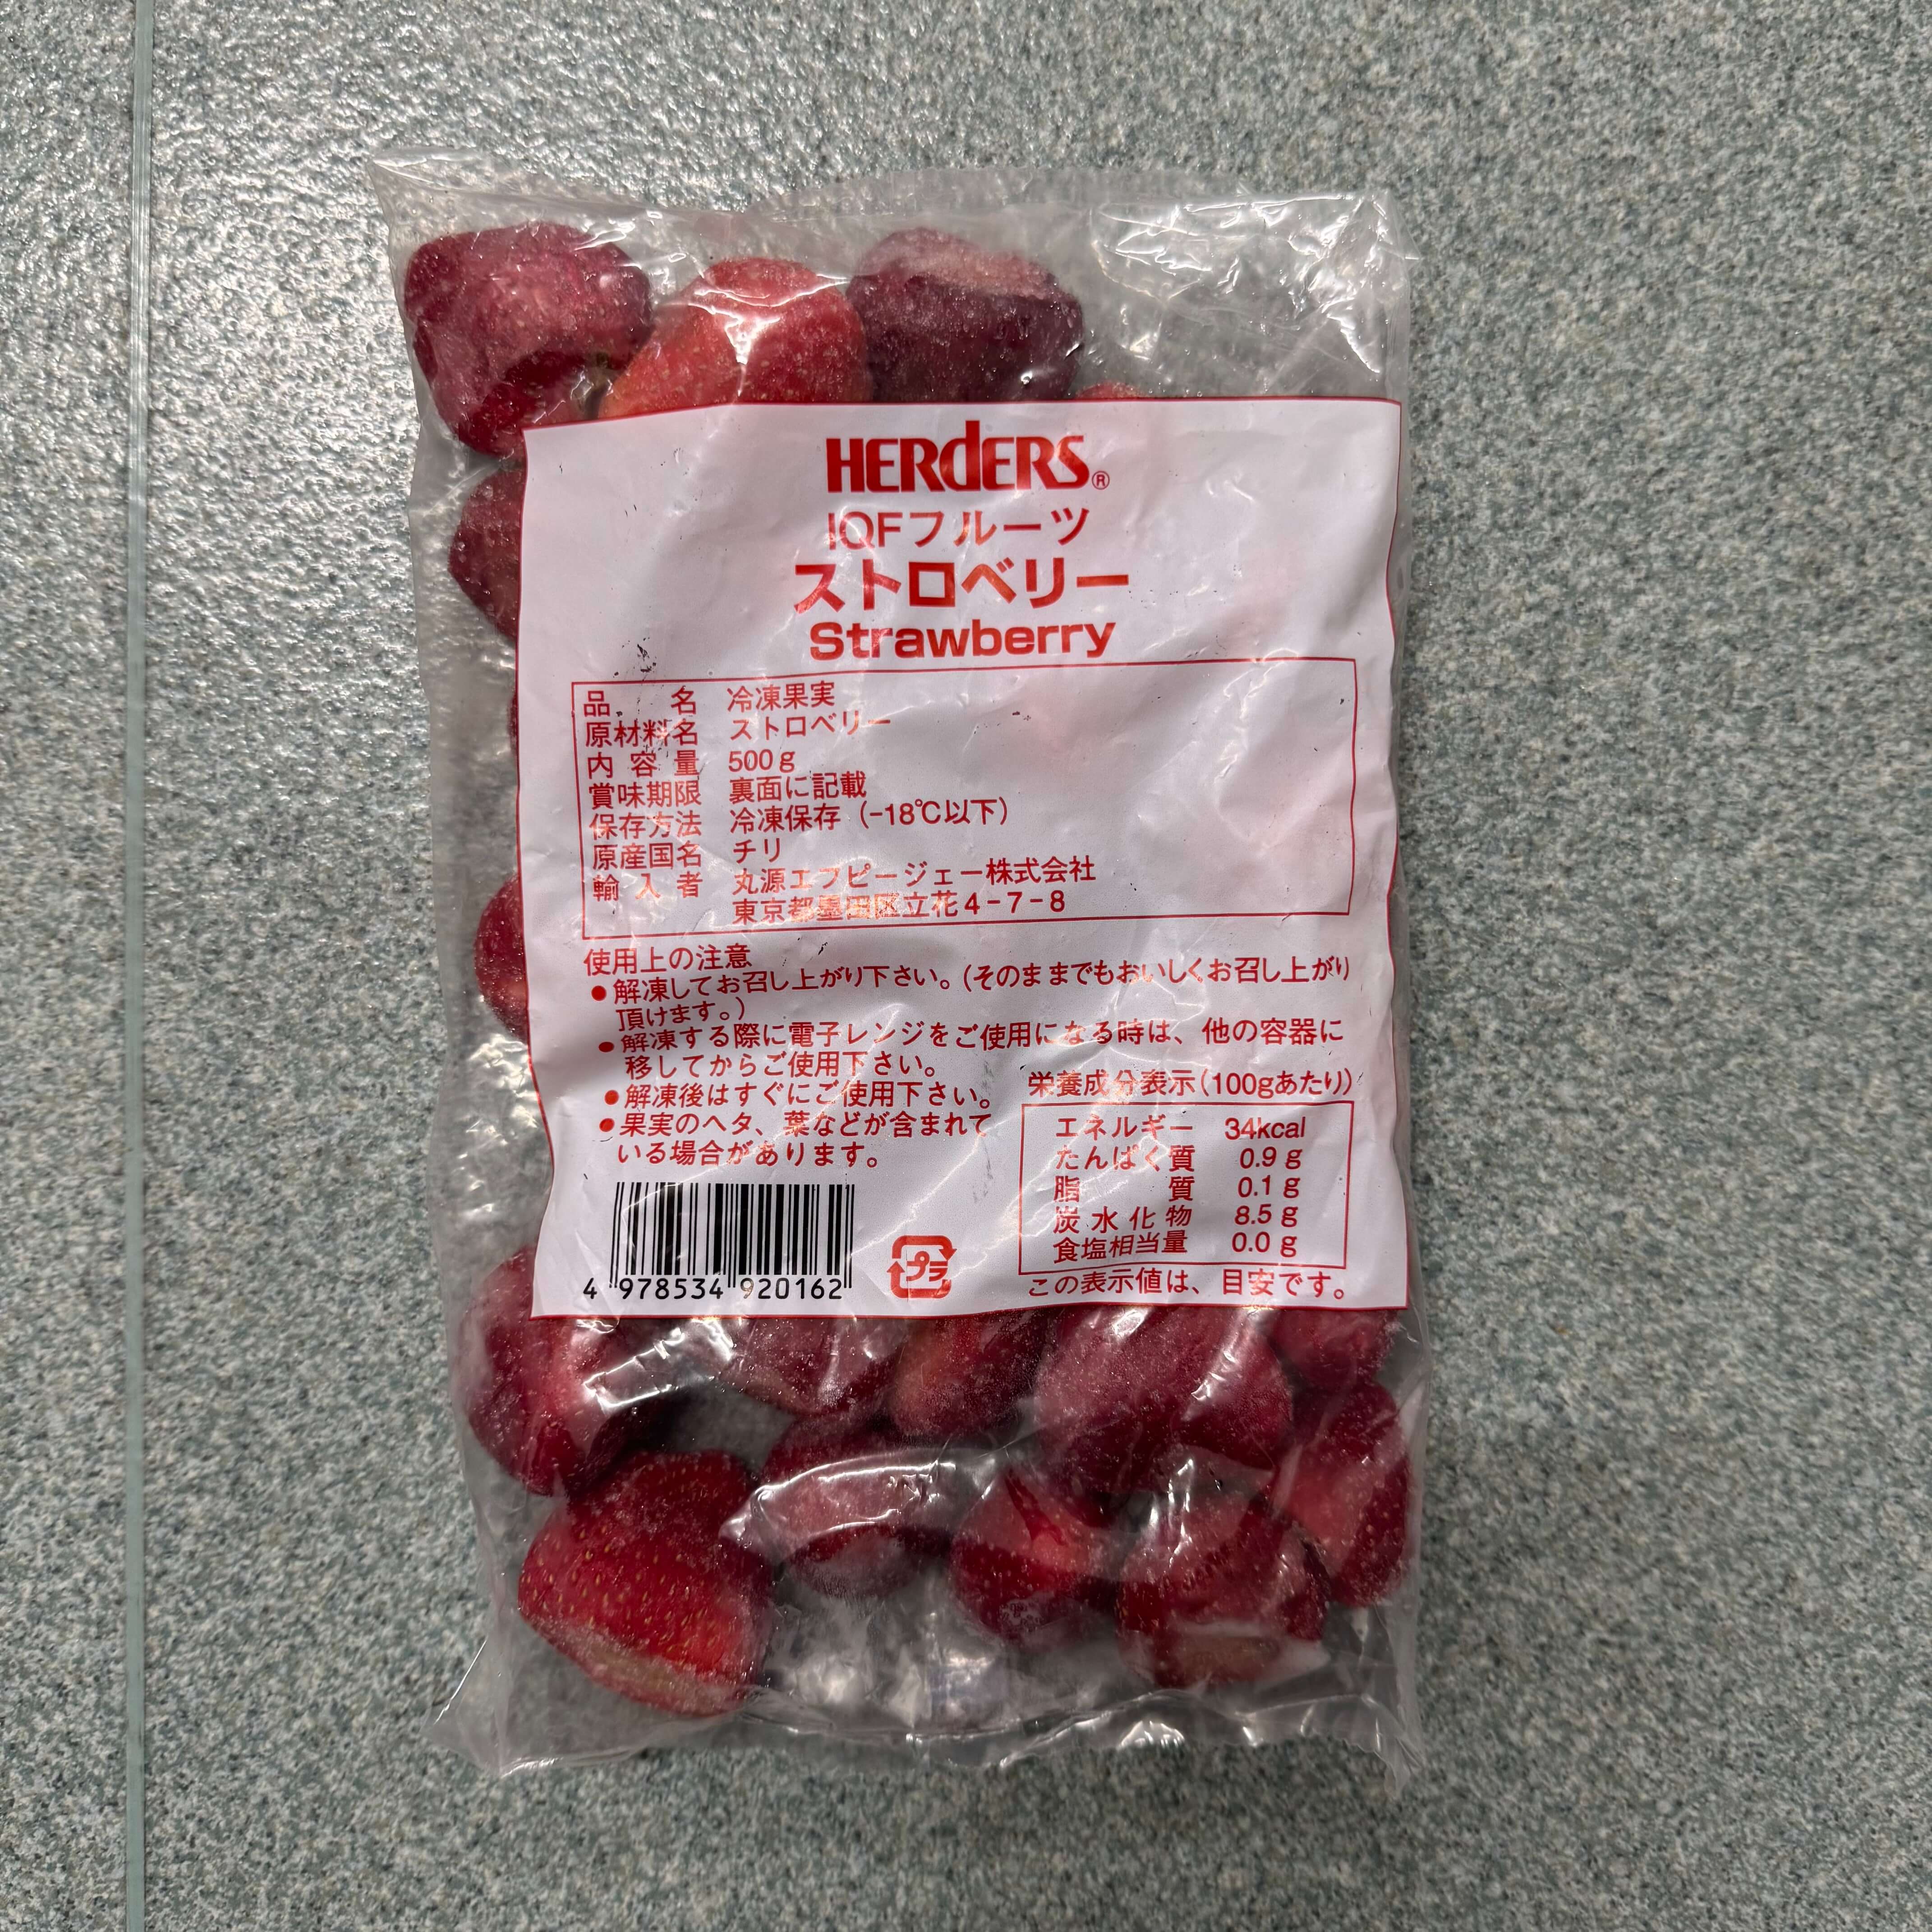 HERdERS®
IQFフルーツ
ストロベリー
Strawberry
品名 冷凍果実
原材料名 ストロベリー
内容量 500g
賞味期限 裏面に記載
保存方法 冷凍保存（-18℃以下）
原産国名 チリ
輸入者 丸源エフピージェー株式会社
東京都墨田区立花4-7-8
使用上の注意
●解凍してお召し上がり下さい。(そのままでもおいしくお召し上がり
頂けます。)
●解凍する際に電子レンジをご使用になる時は、他の容器に
移してからご使用下さい。
●解凍後はすぐにご使用下さい。
●果実のヘタ、葉などが含まれて
いる場合があります。
栄養成分表示(100gあたり)
エネルギー 34kcal
たんぱく質 0.9g
脂質 0.1g
炭水化物 8.5g
食塩相当量 0.0g
この表示値は、目安です。
プラ
4 978534 920162